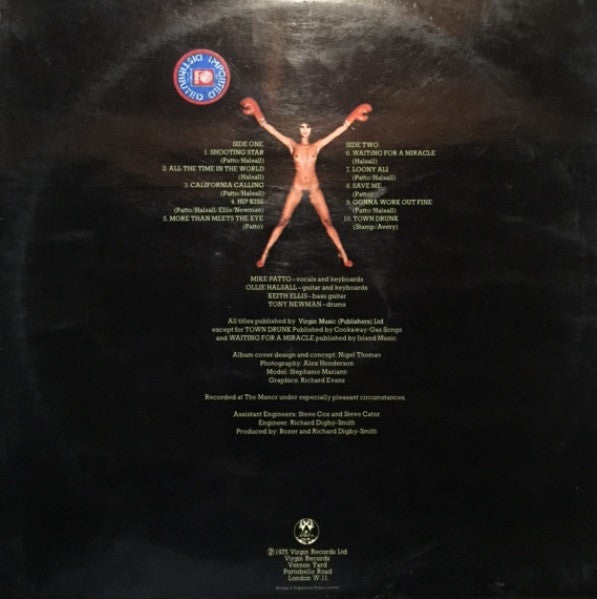 DISTRIBUTED IMPORTED
SIDE ONE
1. SHOOTING STAR
(Patto/Halsall)
2. ALL THE TIME IN THE WORLD
(Halsall)
3. CALIFORNIA CALLING
(Patto/Halsall)
4. HIP KISS
(Patto/Halsall/Ellis/Newman)
5. MORE THAN MEETS THE EYE
(Patto)
SIDE TWO
6. WAITING FOR A MIRACLE
(Halsall)
7. LOONY ALI
(Patto/Halsall)
8. SAVE ME
(Patto)
9. GONNA WORK OUT FINE
(Patto/Halsall)
10. TOWN DRUNK
(Stamp/Avery)
MIKE PATTO – vocals and keyboards
OLLIE HALSALL – guitar and keyboards
KEITH ELLIS – bass guitar
TONY NEWMAN – drums
All titles published by Virgin Music (Publishers) Ltd
except for TOWN DRUNK Published by Cookaway/Gas Songs
and WAITING FOR A MIRACLE published by Island Music.
Album cover design and concept: Nigel Thomas
Photography: Alex Henderson
Model: Stephanie Mariann
Graphics: Richard Evans
Recorded at The Manor under especially pleasant circumstances.
Assistant Engineers: Steve Cox and Steve Cater
Engineer: Richard Digby-Smith
Produced by: Boxer and Richard Digby-Smith
Ⓟ 1975 Virgin Records Ltd
Virgin Records
Vernon Yard
Portobello Road
London W.11.